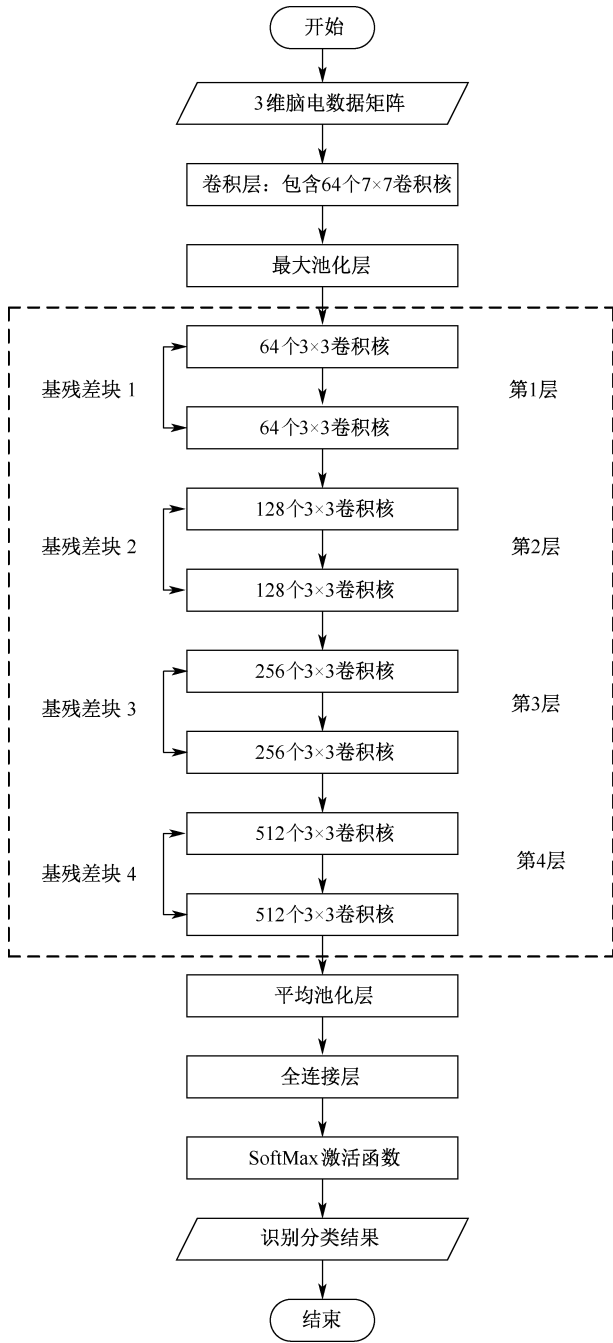 开始
3维脑电数据矩阵
卷积层：包含64个7×7卷积核
最大池化层
64个3×3卷积核
基残差块 1
第1层
64个3×3卷积核
128个3×3卷积核
基残差块 2
第2层
128个3×3卷积核
256个3×3卷积核
基残差块 3
第3层
256个3×3卷积核
512个3×3卷积核
基残差块 4
第4层
512个3×3卷积核
平均池化层
全连接层
SoftMax激活函数
识别分类结果
结束